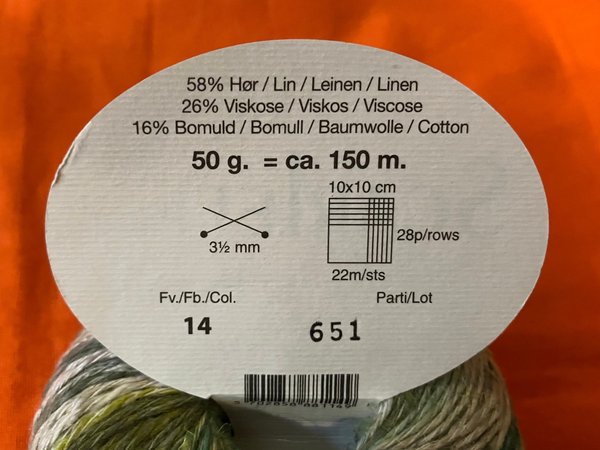 58% Hør / Lin / Leinen / Linen
26% Viskose / Viskos / Viscose
16% Bomuld / Bomull / Baumwolle / Cotton
50 g. = ca. 150 m.
10x10 cm
3½ mm
28p/rows
22m/sts
Fv./Fb./Col.
Parti/Lot
14
651